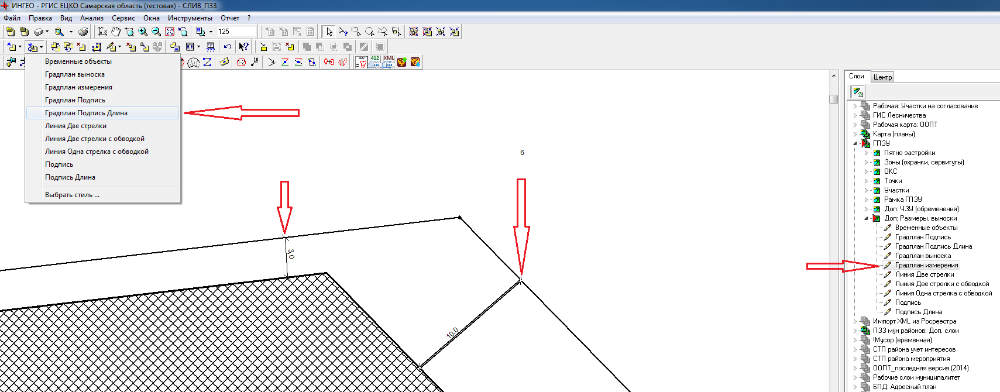 ИНГЕО - РГИС ЕЦКО Самарская область (тестовая) - СЛИВ_ПЗЗ
Файл Правка Вид Анализ Сервис Окна Инструменты Отчет ?
125
412 XML
Временные объекты
Градплан выноска
Градплан измерения
Градплан Подпись
Градплан Подпись Длина
Линия Две стрелки
Линия Две стрелки с обводкой
Линия Одна стрелка с обводкой
Подпись
Подпись Длина
Выбрать стиль ...
6
3,0
10,0
Слои Центр
Рабочая: Участки на согласование
ГИС Лесничества
Рабочая карта: ООПТ
Карта (планы)
ГПЗУ
Пятно застройки
Зоны (охранки, сервитуты)
ОКС
Точки
Участки
Рамка ГПЗУ
Доп: ЧЗУ (обременения)
Доп: Размеры, выноски
Временные объекты
Градплан Подпись
Градплан Подпись Длина
Градплан выноска
Градплан измерения
Линия Две стрелки
Линия Две стрелки с обводкой
Линия Одна стрелка с обводкой
Подпись
Подпись Длина
Импорт XML из Росреестра
ПЗЗ мун районов: Доп. слои
!Мусор (временная)
СТП района учет интересов
СТП района мероприятия
ООПТ_последняя версия (2014)
Рабочие слои муниципалитет
БПД: Адресный план